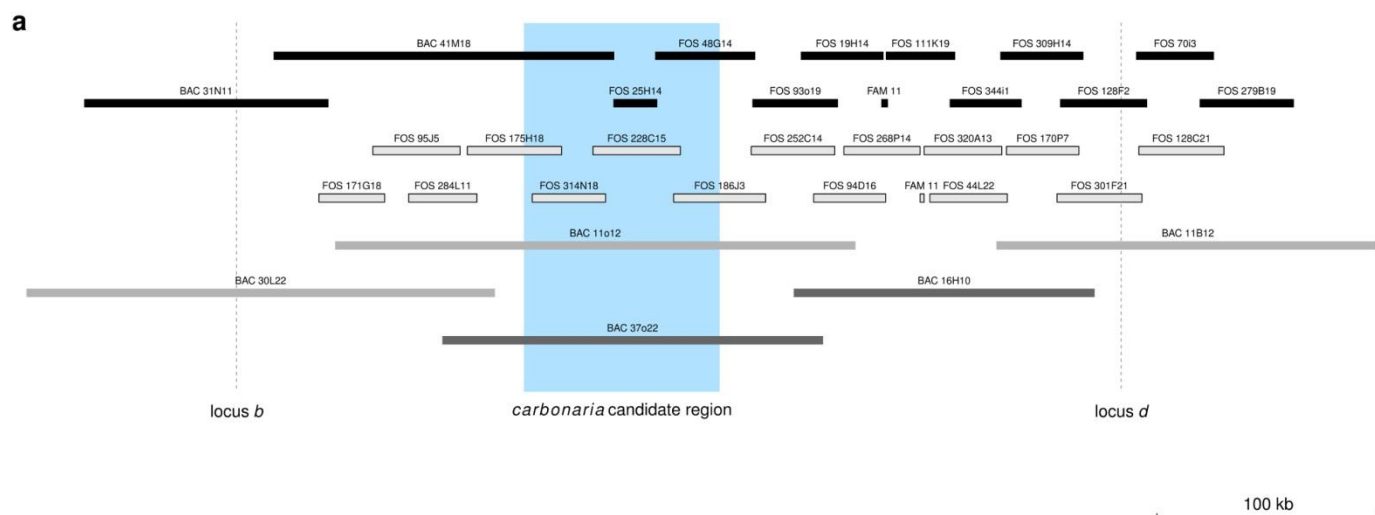 a
BAC 41M18 FOS 48G14 FOS 19H14 FOS 111K19 FOS 309H14 FOS 70i3
BAC 31N11 FOS 25H14 FOS 93o19 FAM 11 FOS 344i1 FOS 128F2 FOS 279B19
FOS 95J5 FOS 175H18 FOS 228C15 FOS 252C14 FOS 268P14 FOS 320A13 FOS 170P7 FOS 128C21
FOS 171G18 FOS 284L11 FOS 314N18 FOS 186J3 FOS 94D16 FAM 11 FOS 44L22 FOS 301F21
BAC 11o12 BAC 11B12
BAC 30L22 BAC 16H10
BAC 37o22
locus b carbonaria candidate region locus d
100 kb